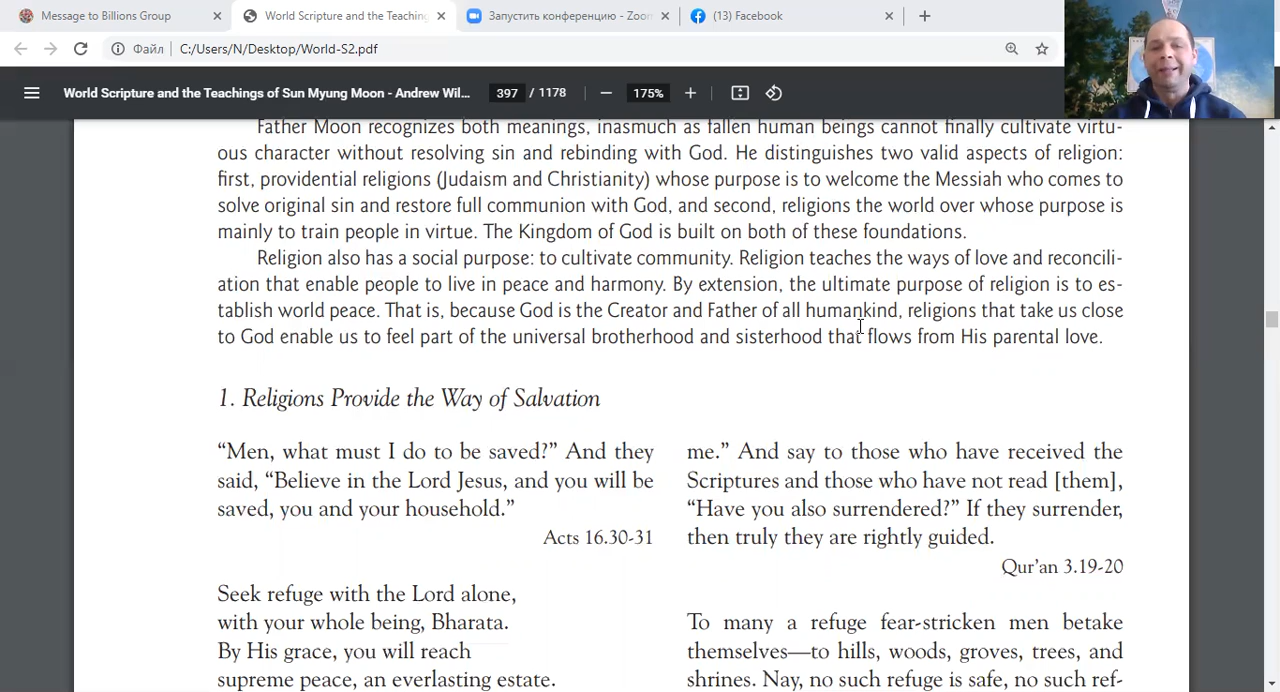 Message to Billions Group
World Scripture and the Teaching
Запустить конференцию - Zoom
(13) Facebook
Файл
C:/Users/N/Desktop/World-S2.pdf
World Scripture and the Teachings of Sun Myung Moon - Andrew Wil...
397 / 1178
175%
Father Moon recognizes both meanings, inasmuch as fallen human beings cannot finally cultivate virtu-
ous character without resolving sin and rebinding with God. He distinguishes two valid aspects of religion:
first, providential religions (Judaism and Christianity) whose purpose is to welcome the Messiah who comes to
solve original sin and restore full communion with God, and second, religions the world over whose purpose is
mainly to train people in virtue. The Kingdom of God is built on both of these foundations.
Religion also has a social purpose: to cultivate community. Religion teaches the ways of love and reconcili-
ation that enable people to live in peace and harmony. By extension, the ultimate purpose of religion is to es-
tablish world peace. That is, because God is the Creator and Father of all humankind, religions that take us close
to God enable us to feel part of the universal brotherhood and sisterhood that flows from His parental love.
1. Religions Provide the Way of Salvation
“Men, what must I do to be saved?” And they
said, “Believe in the Lord Jesus, and you will be
saved, you and your household.”
Acts 16.30-31
Seek refuge with the Lord alone,
with your whole being, Bharata.
By His grace, you will reach
supreme peace, an everlasting estate.
me.” And say to those who have received the
Scriptures and those who have not read [them],
“Have you also surrendered?” If they surrender,
then truly they are rightly guided.
Qur’an 3.19-20
To many a refuge fear-stricken men betake
themselves—to hills, woods, groves, trees, and
shrines. Nay, no such refuge is safe, no such ref-